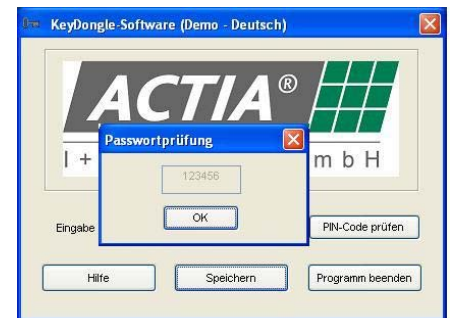 KeyDongle-Software (Demo - Deutsch)
ACTIA®
I +
m b H
Passwortprüfung
123456
OK
Eingabe
PIN-Code prüfen
Hilfe
Speichern
Programm beenden